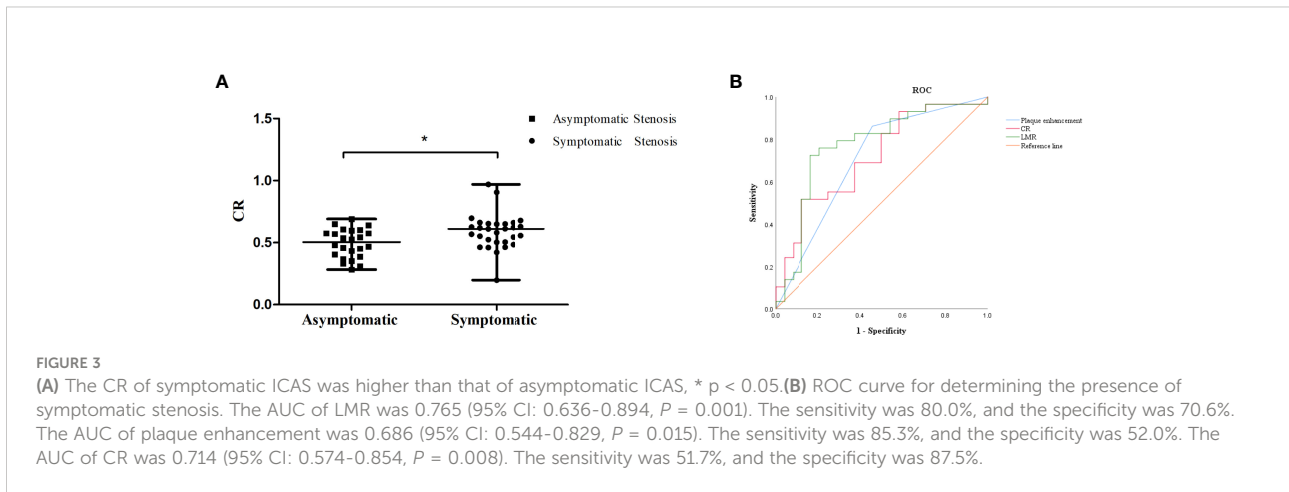 A
B
1.5
1.0
0.5
0.0
CR
*
Asymptomatic Stenosis
Symptomatic Stenosis
Asymptomatic
Symptomatic
ROC
1.0
0.8
0.6
0.4
0.2
0.0
Sensitivity
0.0
0.2
0.4
0.6
0.8
1.0
1 - Specificity
Plaque enhancement
CR
LMR
Reference line
FIGURE 3
(A) The CR of symptomatic ICAS was higher than that of asymptomatic ICAS, * p < 0.05.(B) ROC curve for determining the presence of
symptomatic stenosis. The AUC of LMR was 0.765 (95% CI: 0.636-0.894, P = 0.001). The sensitivity was 80.0%, and the specificity was 70.6%.
The AUC of plaque enhancement was 0.686 (95% CI: 0.544-0.829, P = 0.015). The sensitivity was 85.3%, and the specificity was 52.0%. The
AUC of CR was 0.714 (95% CI: 0.574-0.854, P = 0.008). The sensitivity was 51.7%, and the specificity was 87.5%.